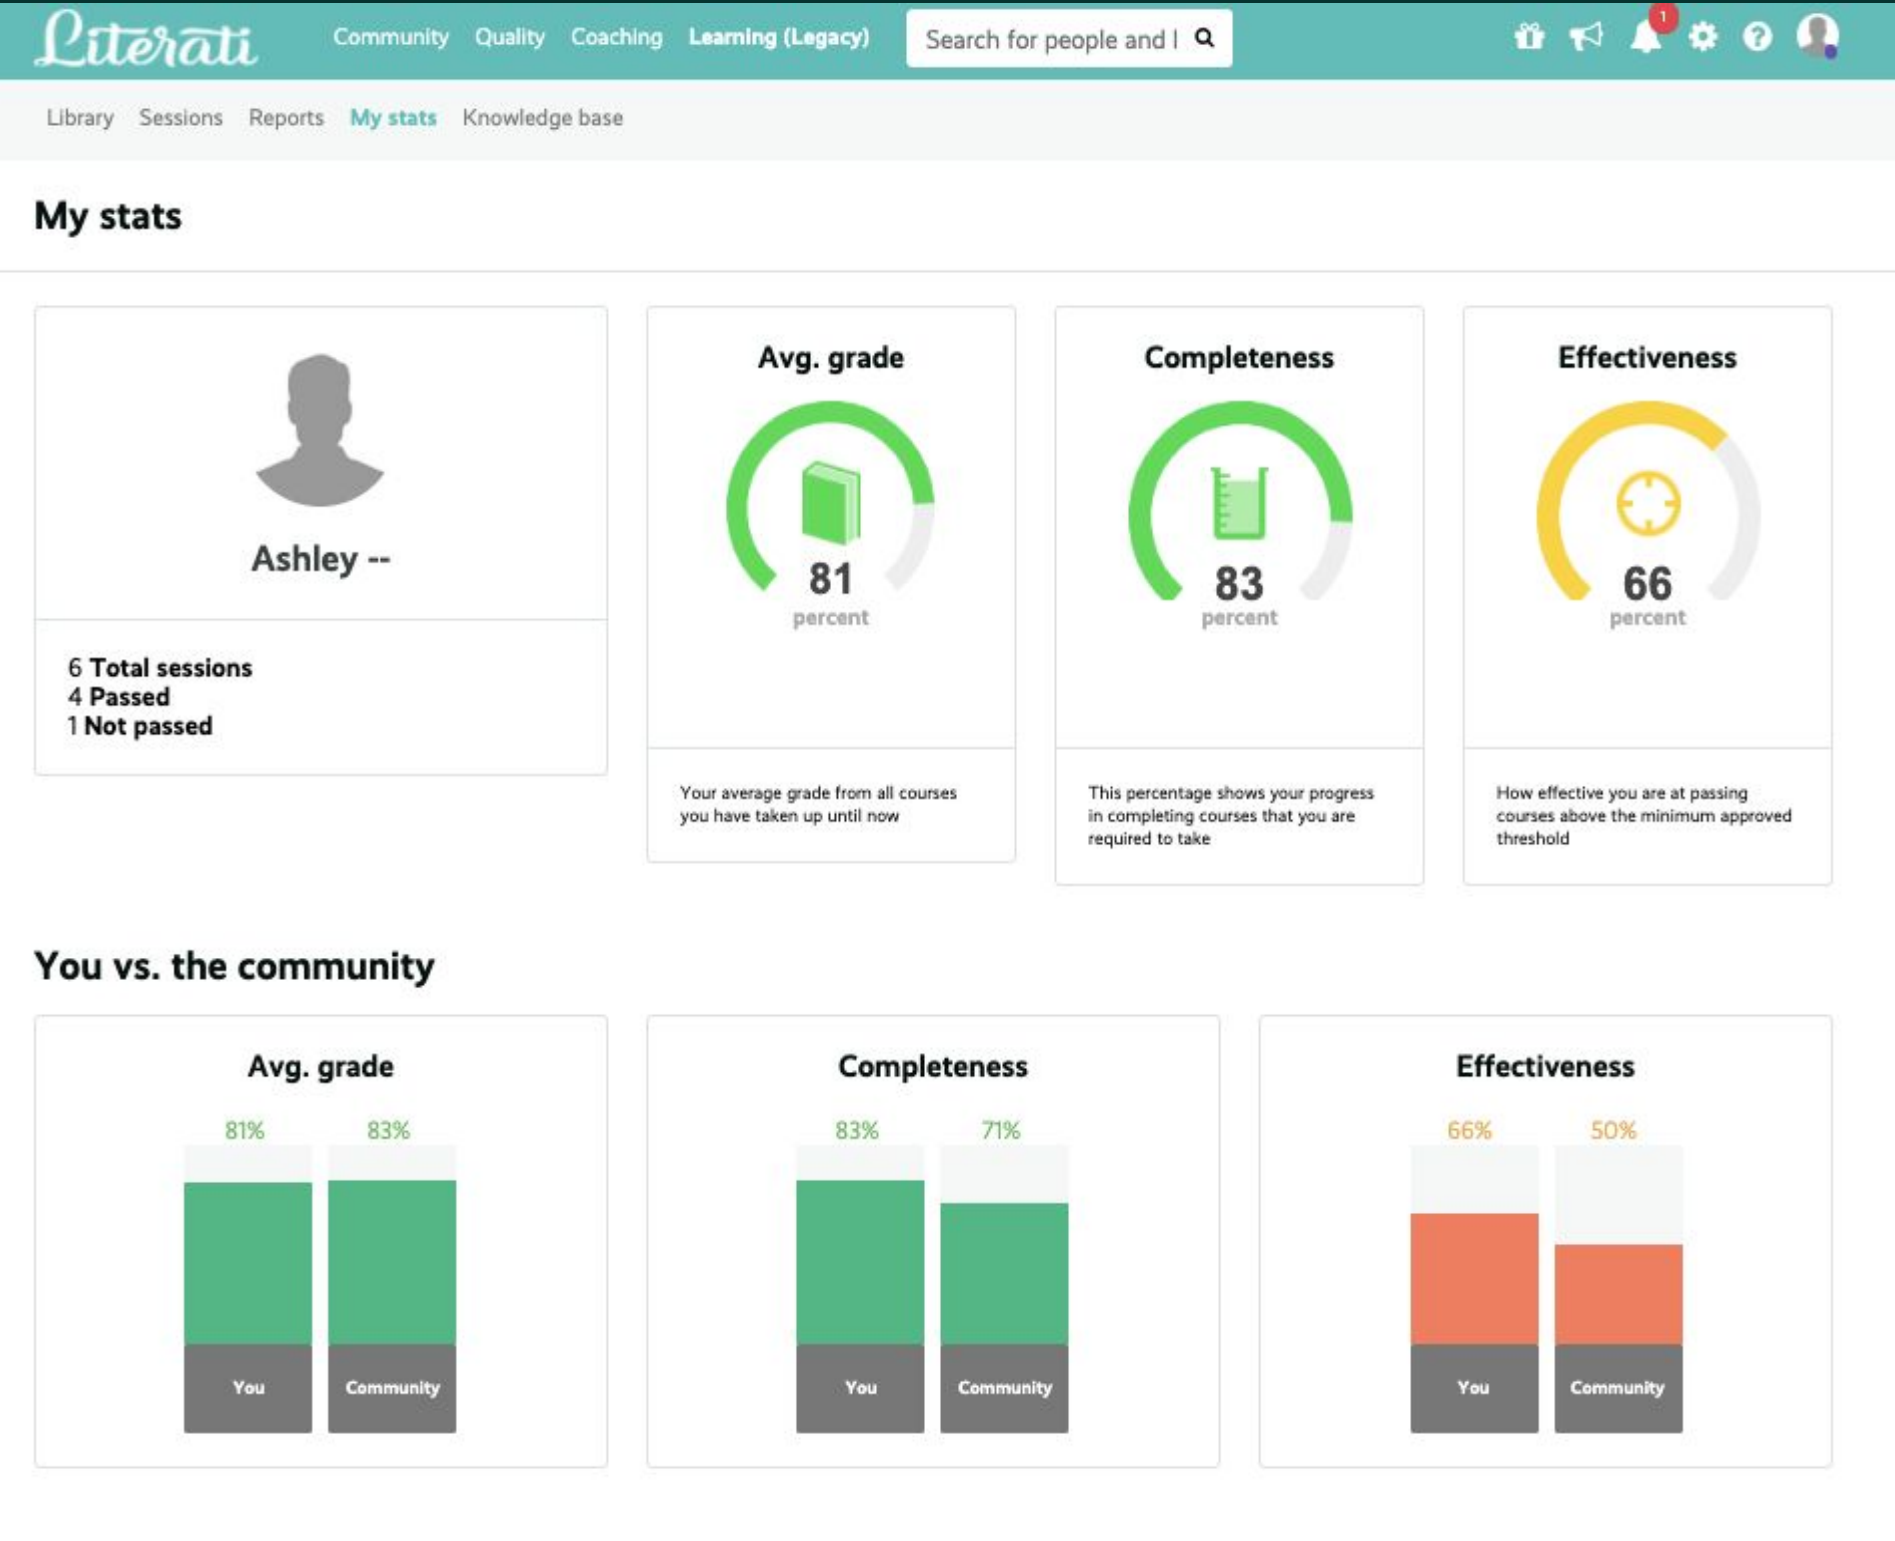 Literati
Community Quality Coaching Learning (Legacy) Search for people and l
1
Library Sessions Reports My stats Knowledge base
My stats
Ashley --
6 Total sessions
4 Passed
1 Not passed
Avg. grade
81
percent
Your average grade from all courses
you have taken up until now
Completeness
83
percent
This percentage shows your progress
in completing courses that you are
required to take
Effectiveness
66
percent
How effective you are at passing
courses above the minimum approved
threshold
You vs. the community
Avg. grade
81% 83%
You Community
Completeness
83% 71%
You Community
Effectiveness
66% 50%
You Community